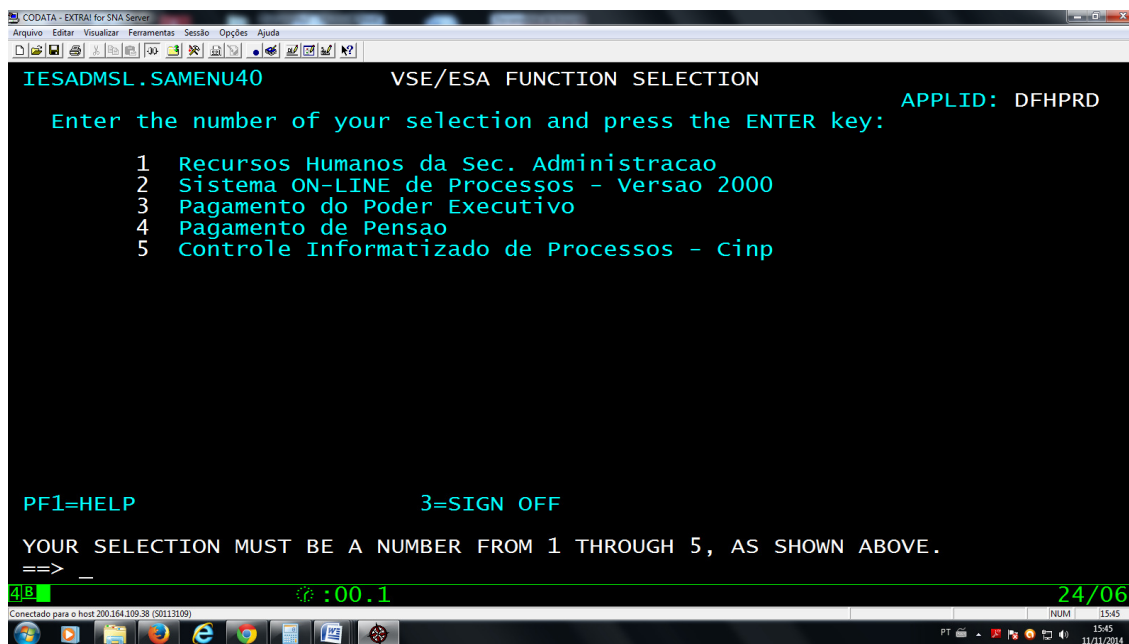 CODATA - EXTRA! for SNA Server
Arquivo Editar Visualizar Ferramentas Sessão Opções Ajuda
IESADMSL.SAMENU40 VSE/ESA FUNCTION SELECTION
APPLID: DFHPRD
Enter the number of your selection and press the ENTER key:
1 Recursos Humanos da Sec. Administracao
2 Sistema ON-LINE de Processos - Versao 2000
3 Pagamento do Poder Executivo
4 Pagamento de Pensao
5 Controle Informatizado de Processos - Cinp
PF1=HELP 3=SIGN OFF
YOUR SELECTION MUST BE A NUMBER FROM 1 THROUGH 5, AS SHOWN ABOVE.
==> _
4B :00.1 24/06
Conectado para o host 200.164.109.38 (S0113109) NUM 15:45
PT 15:45
11/11/2014